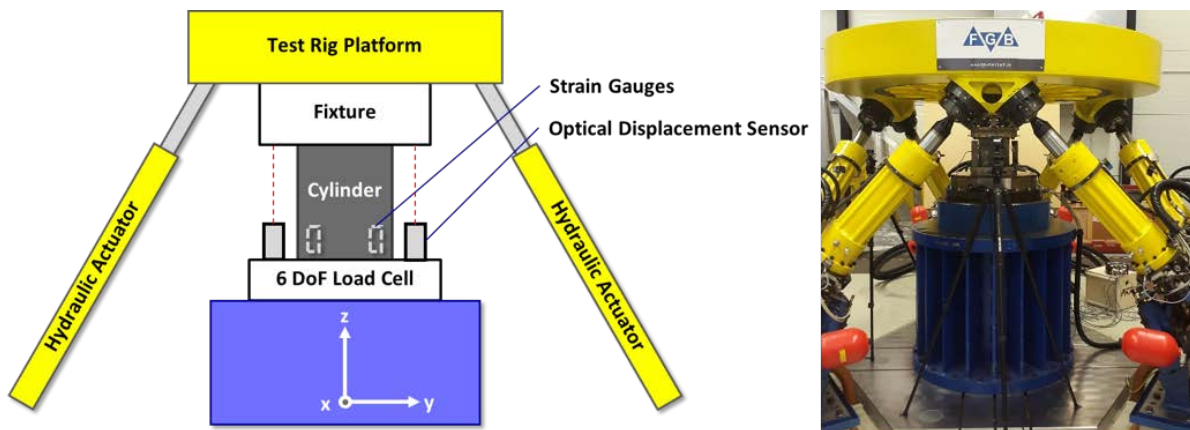 Test Rig Platform
Strain Gauges
Fixture
Optical Displacement Sensor
Cylinder
Hydraulic Actuator
Hydraulic Actuator
6 DoF Load Cell
z
x
y
FGB